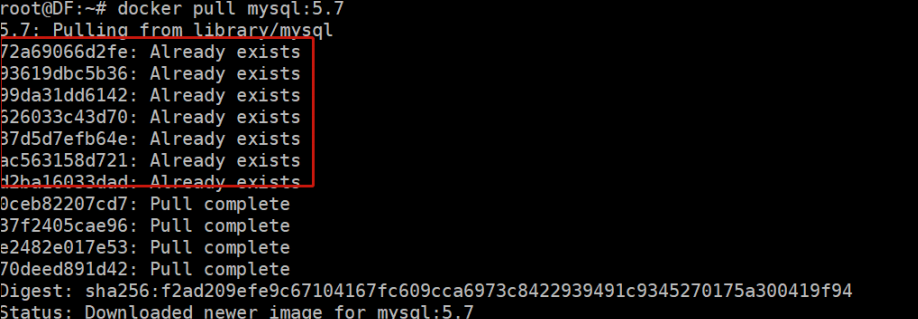 root@DF:~# docker pull mysql:5.7
5.7: Pulling from library/mysql
72a69066d2fe: Already exists
93619dbc5b36: Already exists
99da31dd6142: Already exists
626033c43d70: Already exists
37d5d7efb64e: Already exists
ac563158d721: Already exists
d2ba16033dad: Already exists
0ceb82207cd7: Pull complete
37f2405cae96: Pull complete
e2482e017e53: Pull complete
70deed891d42: Pull complete
Digest: sha256:f2ad209efe9c67104167fc609cca6973c8422939491c9345270175a300419f94
Status: Downloaded newer image for mysql:5.7